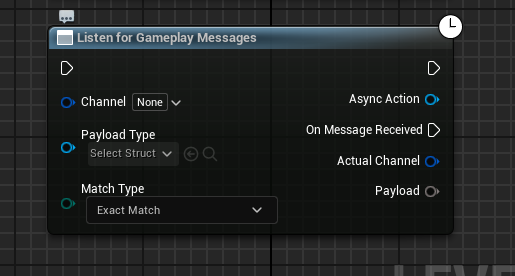 Listen for Gameplay Messages
Channel None
Async Action
Payload Type
Select Struct
On Message Received
Actual Channel
Match Type
Exact Match
Payload